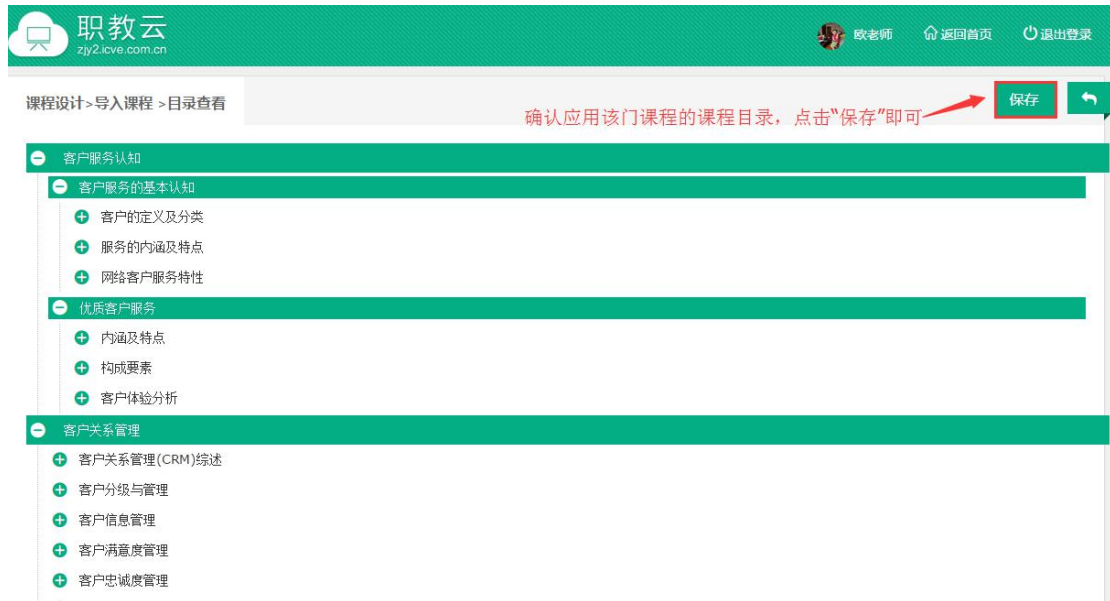 职教云
zjy2.icve.com.cn
欧老师 返回首页 退出登录
课程设计>导入课程 >目录查看
保存
确认应用该门课程的课程目录，点击“保存”即可
客户服务认知
客户服务的基本认知
客户的定义及分类
服务的内涵及特点
网络客户服务特性
优质客户服务
内涵及特点
构成要素
客户体验分析
客户关系管理
客户关系管理(CRM)综述
客户分级与管理
客户信息管理
客户满意度管理
客户忠诚度管理